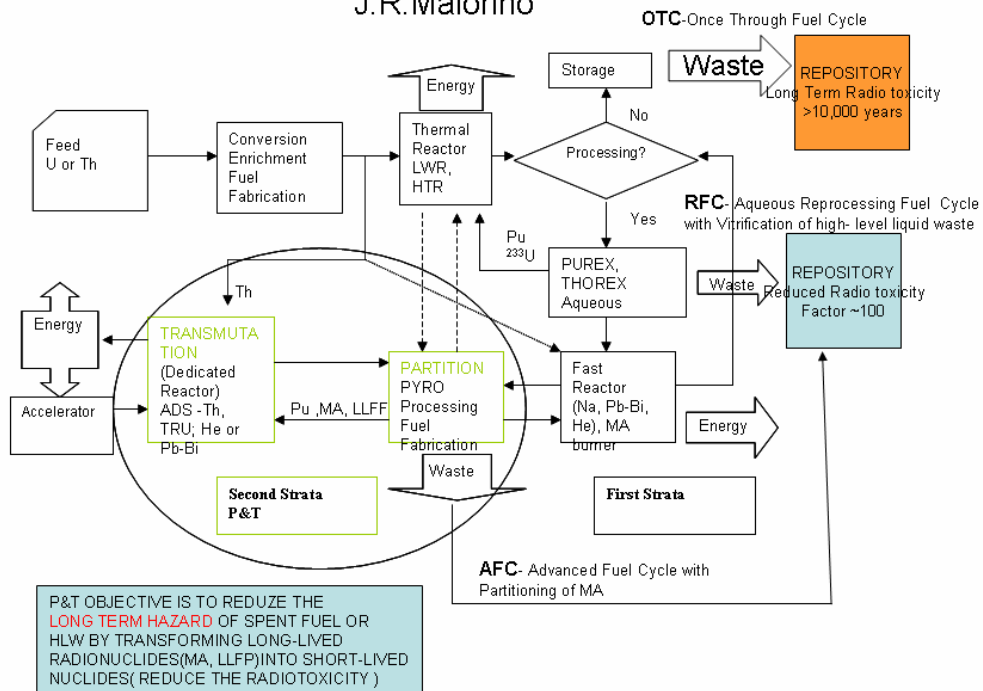 J.R.Maiorino
OTC-Once Through Fuel Cycle
Waste
REPOSITORY
Long Term Radio toxicity
>10,000 years
Storage
Energy
No
Feed
U or Th
Conversion
Enrichment
Fuel
Fabrication
Thermal
Reactor
LWR,
HTR
Processing?
Yes
RFC- Aqueous Reprocessing Fuel Cycle
with Vitrification of high- level liquid waste
Pu
233U
PUREX,
THOREX
Aqueous
Waste
REPOSITORY
Reduced Radio toxicity
Factor ~100
Th
Energy
Accelerator
TRANSMUTA
TION
(Dedicated
Reactor)
ADS -Th,
TRU; He or
Pb-Bi
Pu ,MA, LLFF
PARTITION
PYRO
Processing
Fuel
Fabrication
Fast
Reactor
(Na, Pb-Bi,
He), MA
burner
Energy
Waste
Second Strata
P&T
First Strata
AFC- Advanced Fuel Cycle with
Partitioning of MA
P&T OBJECTIVE IS TO REDUZE THE
LONG TERM HAZARD OF SPENT FUEL OR
HLW BY TRANSFORMING LONG-LIVED
RADIONUCLIDES(MA, LLFP)INTO SHORT-LIVED
NUCLIDES( REDUCE THE RADIOTOXICITY )